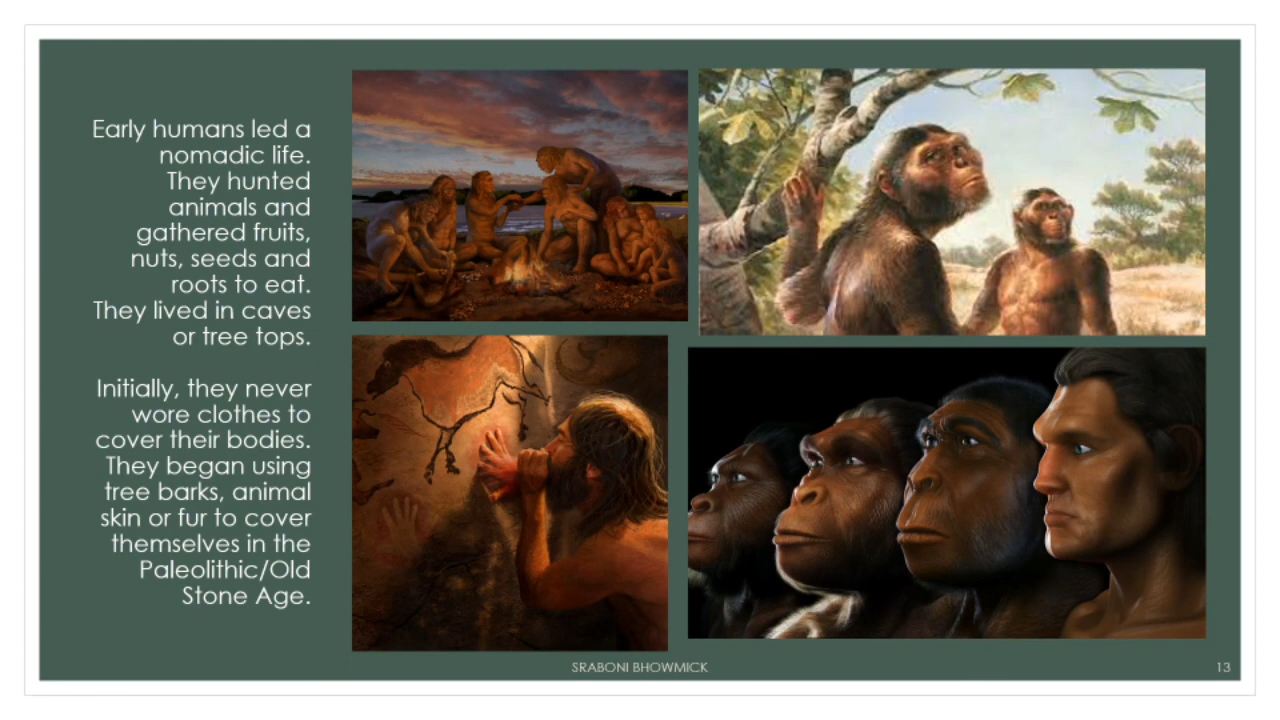 Early humans led a
nomadic life.
They hunted
animals and
gathered fruits,
nuts, seeds and
roots to eat.
They lived in caves
or tree tops.
Initially, they never
wore clothes to
cover their bodies.
They began using
tree barks, animal
skin or fur to cover
themselves in the
Paleolithic/Old
Stone Age.
SRABONI BHOWMICK
13